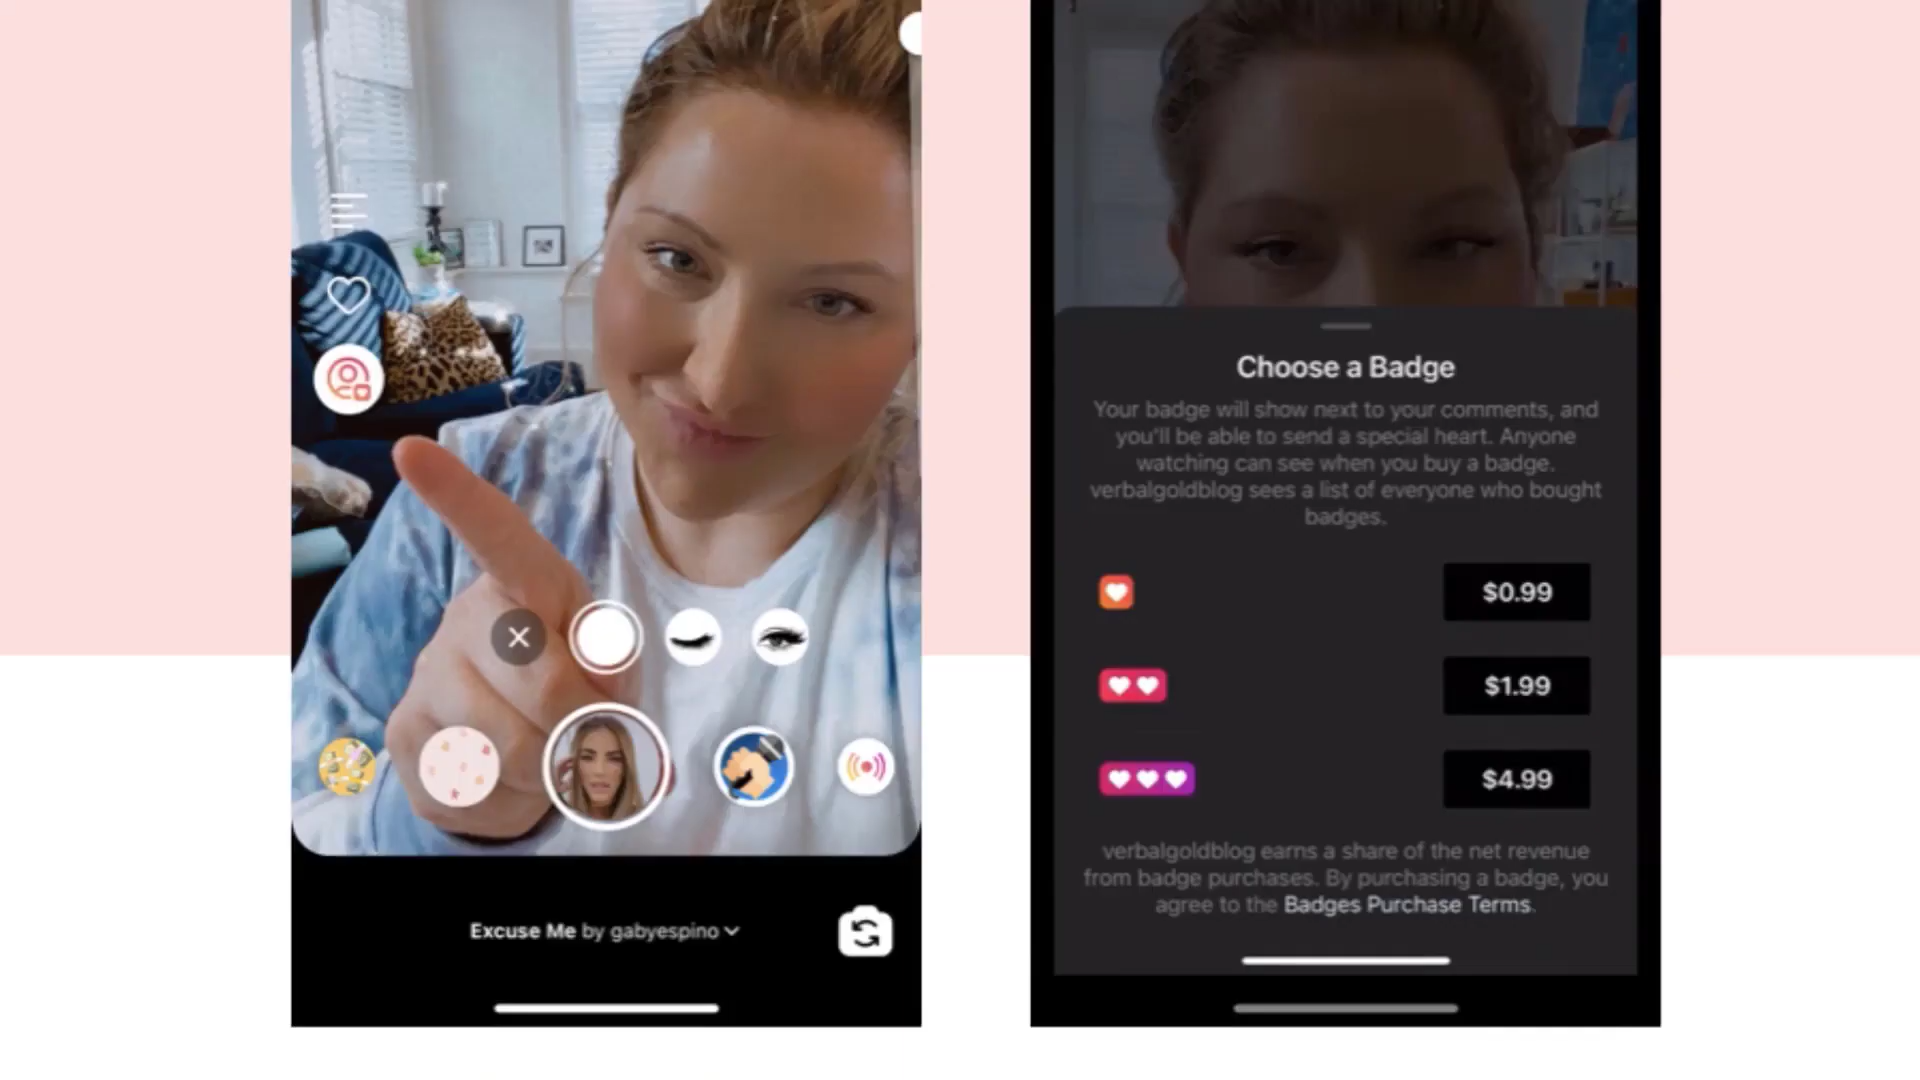 Excuse Me by gabyespino
Choose a Badge
Your badge will show next to your comments, and
you'll be able to send a special heart. Anyone
watching can see when you buy a badge.
verbalgoldblog sees a list of everyone who bought
badges.
$0.99
$1.99
$4.99
verbalgoldblog earns a share of the net revenue
from badge purchases. By purchasing a badge, you
agree to the Badges Purchase Terms.